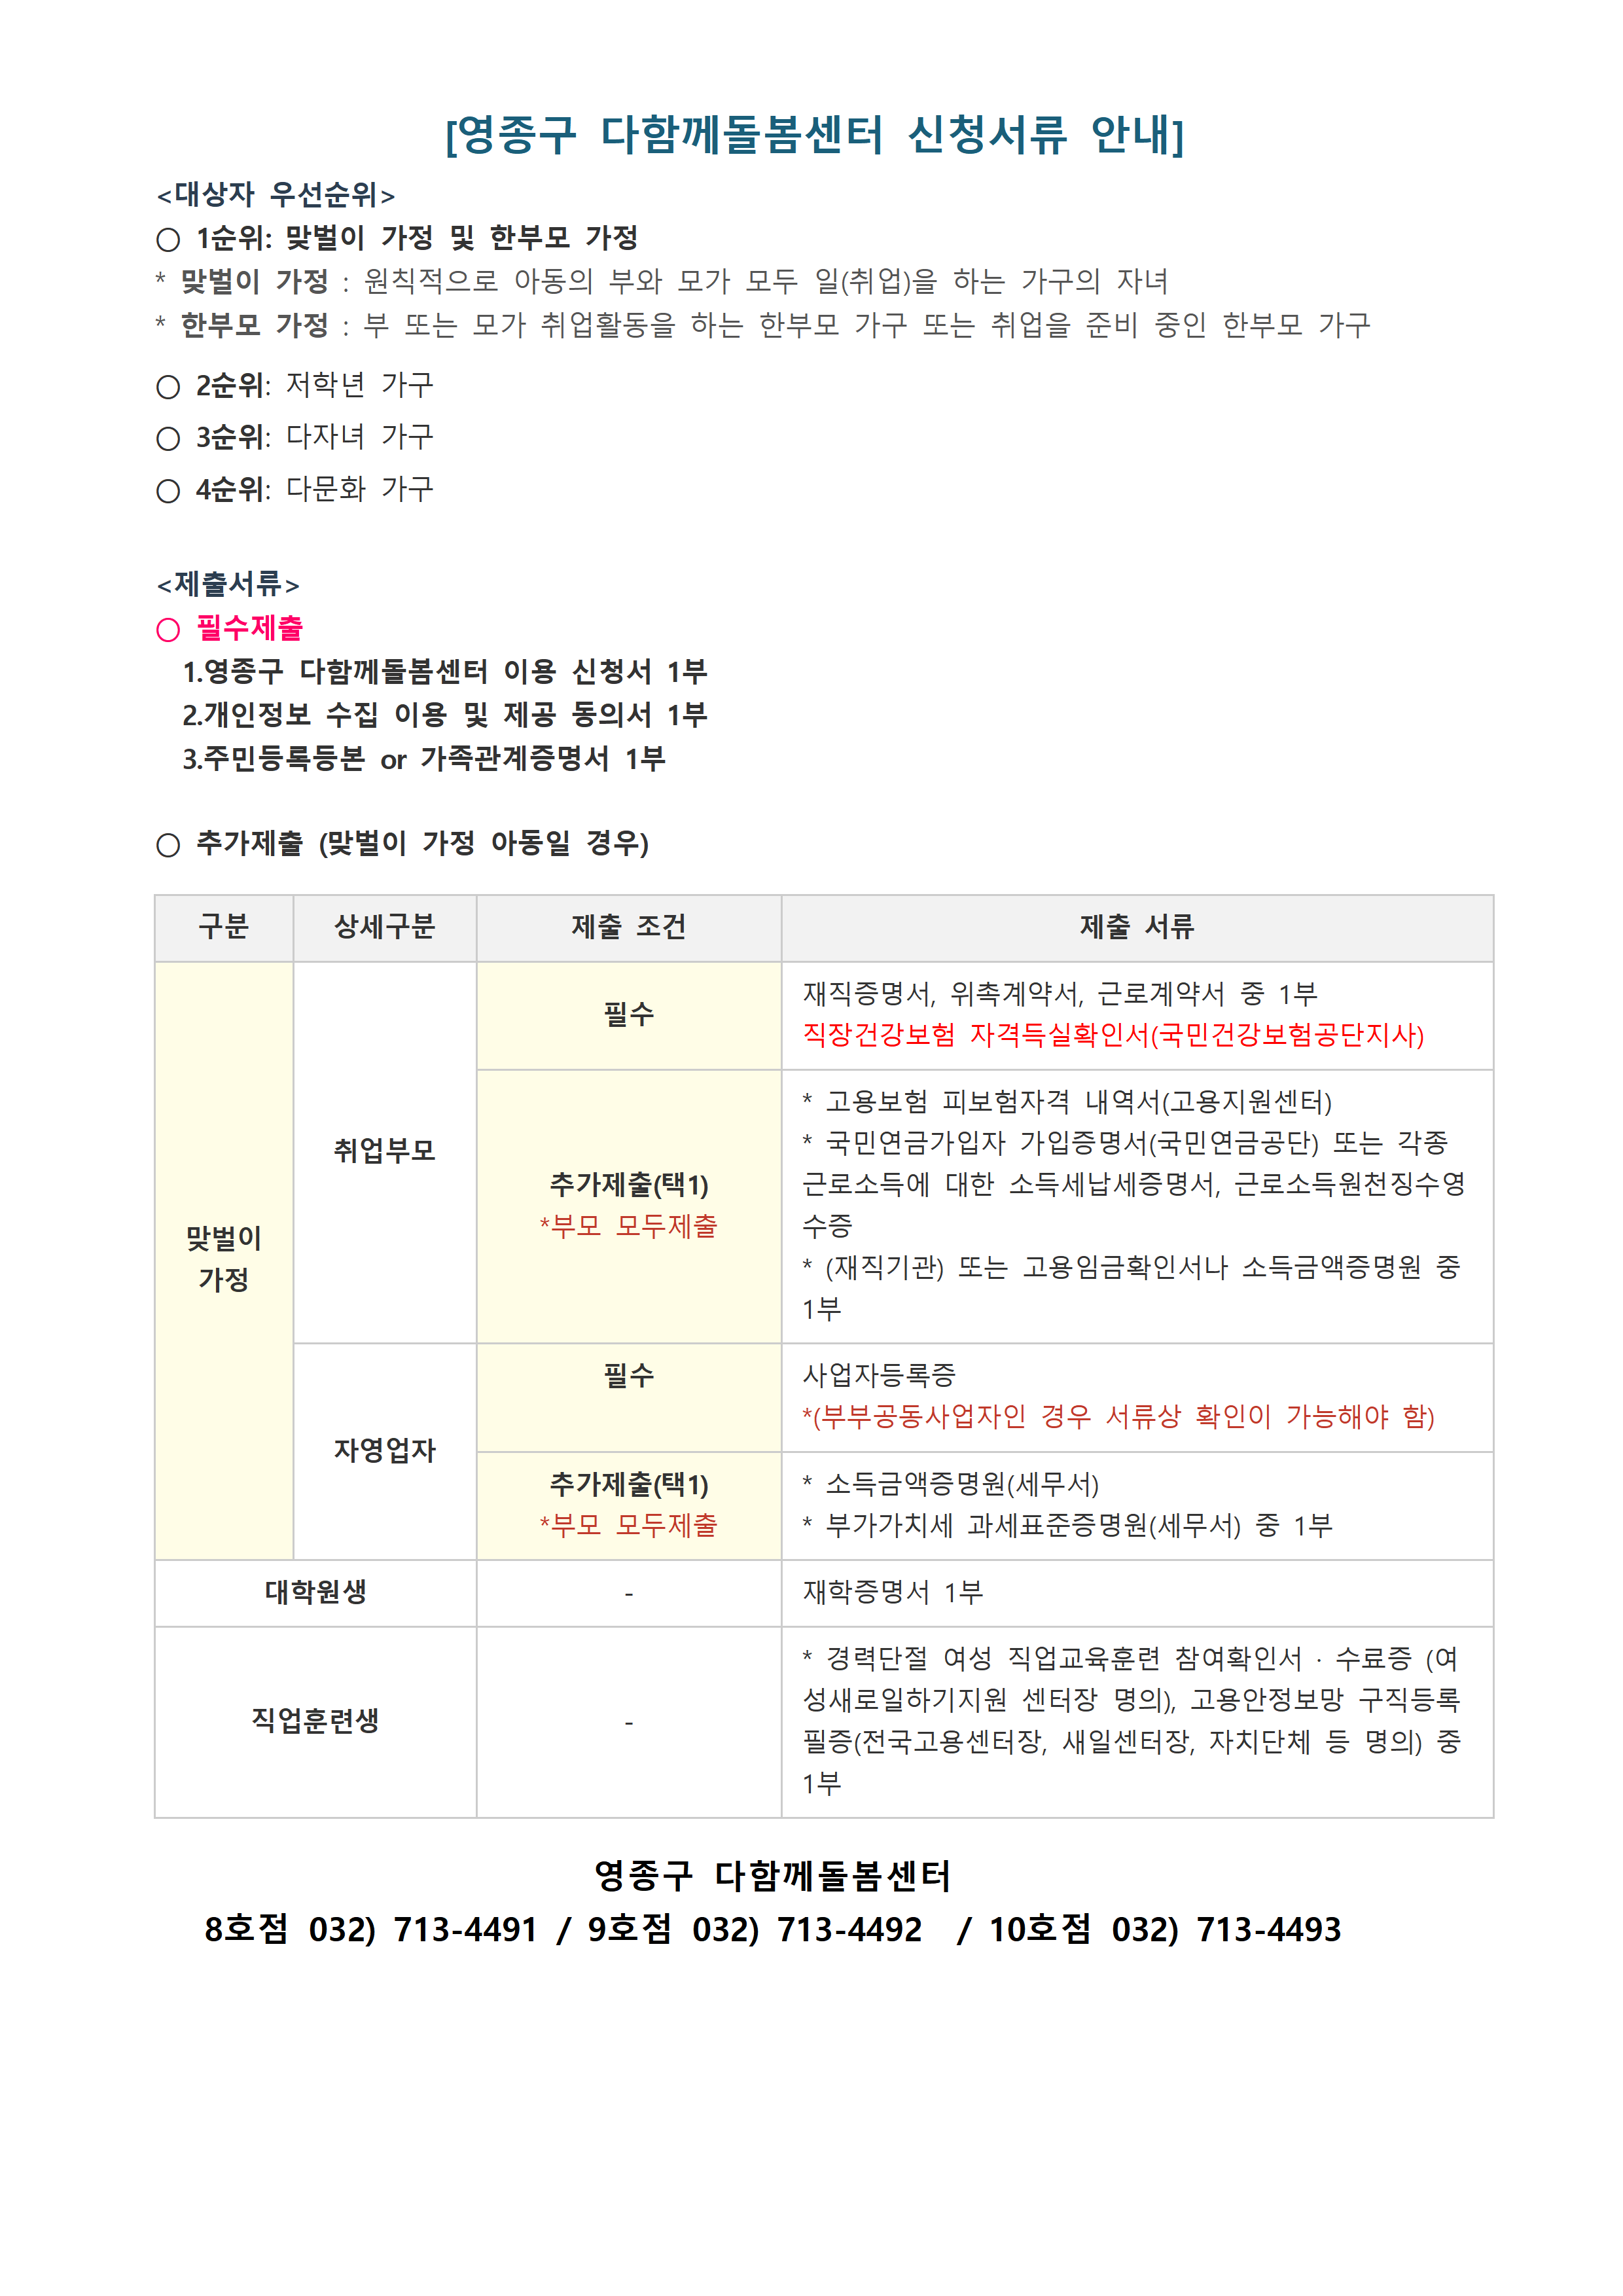 [영종구 다함께돌봄센터 신청서류 안내]
<대상자 우선순위>
○ 1순위: 맞벌이 가정 및 한부모 가정
* 맞벌이 가정 : 원칙적으로 아동의 부와 모가 모두 일(취업)을 하는 가구의 자녀
* 한부모 가정 : 부 또는 모가 취업활동을 하는 한부모 가구 또는 취업을 준비 중인 한부모 가구
○ 2순위: 저학년 가구
○ 3순위: 다자녀 가구
○ 4순위: 다문화 가구
<제출서류>
○ 필수제출
1.영종구 다함께돌봄센터 이용 신청서 1부
2.개인정보 수집 이용 및 제공 동의서 1부
3.주민등록등본 or 가족관계증명서 1부
○ 추가제출 (맞벌이 가정 아동일 경우)
구분 상세구분 제출 조건 제출 서류
맞벌이
가정
취업부모
필수
재직증명서, 위촉계약서, 근로계약서 중 1부
직장건강보험 자격득실확인서(국민건강보험공단지사)
추가제출(택1)
*부모 모두제출
* 고용보험 피보험자격 내역서(고용지원센터)
* 국민연금가입자 가입증명서(국민연금공단) 또는 각종
근로소득에 대한 소득세납세증명서, 근로소득원천징수영
수증
* (재직기관) 또는 고용임금확인서나 소득금액증명원 중
1부
자영업자
필수
사업자등록증
*(부부공동사업자인 경우 서류상 확인이 가능해야 함)
추가제출(택1)
*부모 모두제출
* 소득금액증명원(세무서)
* 부가가치세 과세표준증명원(세무서) 중 1부
대학원생 - 재학증명서 1부
직업훈련생 -
* 경력단절 여성 직업교육훈련 참여확인서 · 수료증 (여
성새로일하기지원 센터장 명의), 고용안정보망 구직등록
필증(전국고용센터장, 새일센터장, 자치단체 등 명의) 중
1부
영종구 다함께돌봄센터
8호점 032) 713-4491 / 9호점 032) 713-4492 / 10호점 032) 713-4493